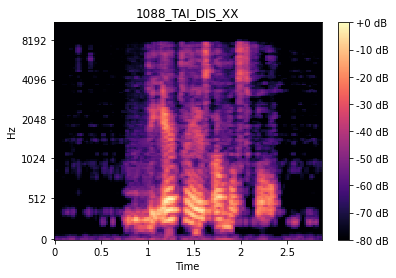 1088_TAI_DIS_XX
+0 dB
8192
-10 dB
4096
-20 dB
-30 dB
2048
Hz
-40 dB
1024
-50 dB
512
-60 dB
-70 dB
0
-80 dB
0 0.5 1 1.5 2 2.5
Time